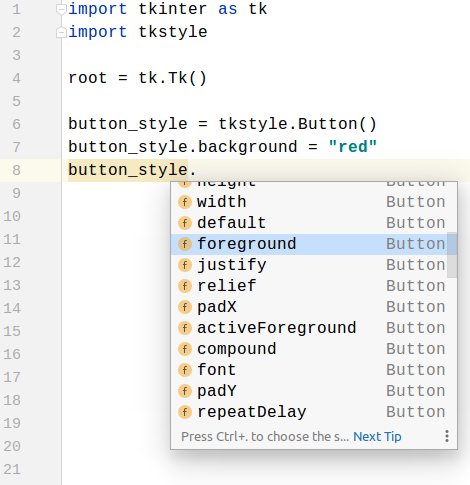 1 import tkinter as tk
2 import tkstyle
3
4 root = tk.Tk()
5
6 button_style = tkstyle.Button()
7 button_style.background = "red"
8 button_style.
9 height Button
10 width Button
default Button
11 foreground Button
12 justify Button
13 relief Button
padX Button
14 activeForeground Button
15 compound Button
16 font Button
17 padY Button
18 repeatDelay Button
19 Press Ctrl+. to choose the s... Next Tip
20
21